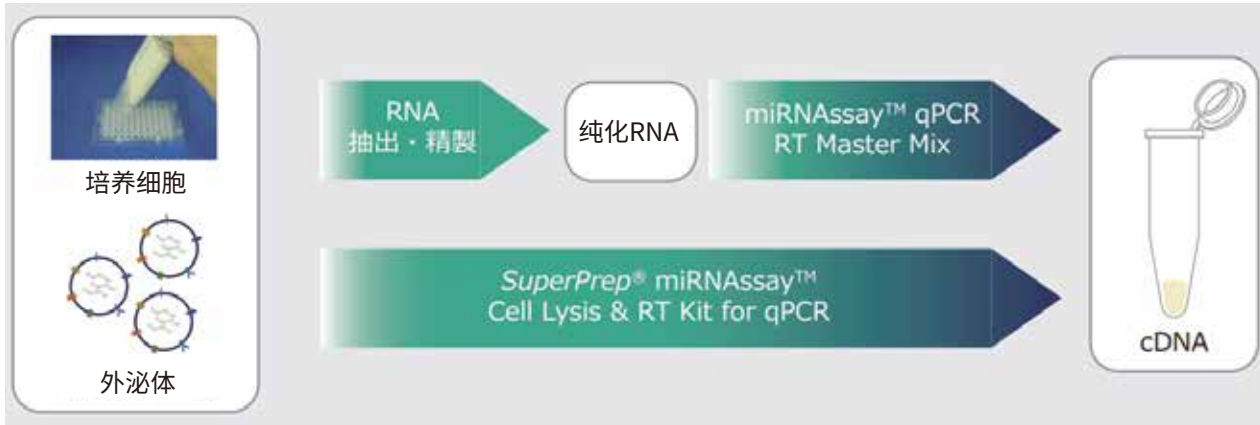 培养细胞
外泌体
RNA
抽出・精製
纯化RNA
miRNAssay™ qPCR
RT Master Mix
SuperPrep® miRNAssay™
Cell Lysis & RT Kit for qPCR
cDNA